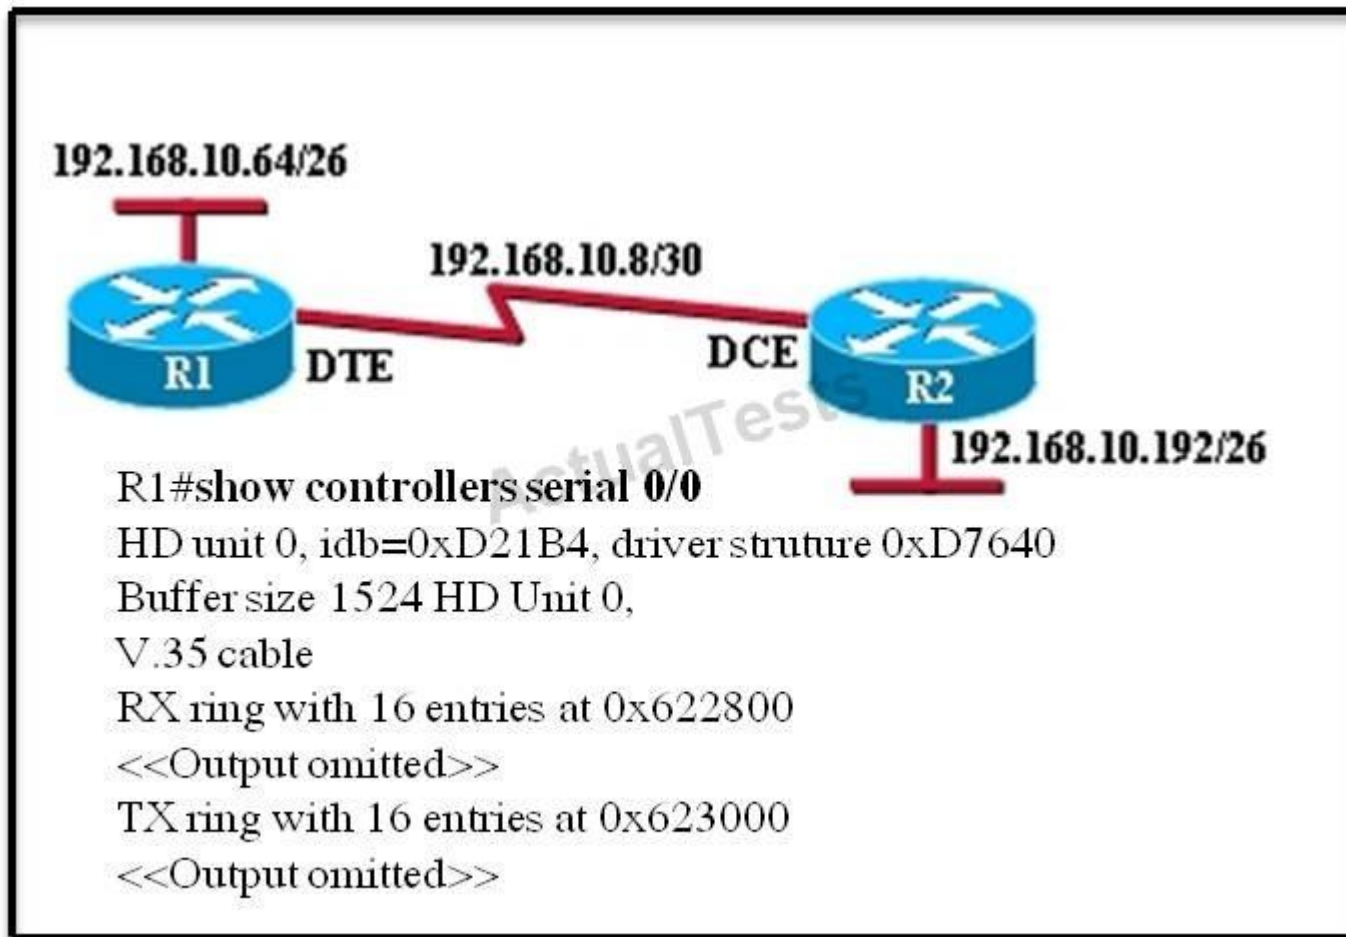 192.168.10.64/26
192.168.10.8/30
R1
DTE
DCE
R2
192.168.10.192/26
ActualTests
R1#show controllers serial 0/0
HD unit 0, idb=0xD21B4, driver struture 0xD7640
Buffer size 1524 HD Unit 0,
V.35 cable
RX ring with 16 entries at 0x622800
<<Output omitted>>
TX ring with 16 entries at 0x623000
<<Output omitted>>